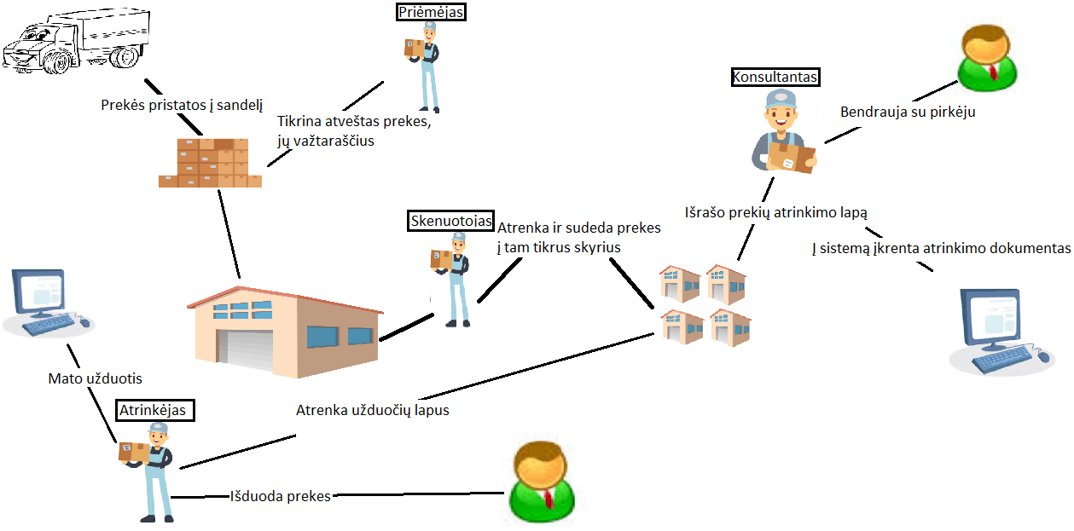 Priėmėjas
Konsultantas
Prekės pristatos į sandelį
Tikrina atveštas prekes,
jų važtaraščius
Bendrauja su pirkėju
Skenuotojas
Atrenka ir sudeda prekes
į tam tikrus skyrius
Išrašo prekių atrinkimo lapą
Į sistemą įkrenta atrinkimo dokumentas
Mato užduotis
Atrinkėjas
Atrenka užduočių lapus
Išduoda prekes